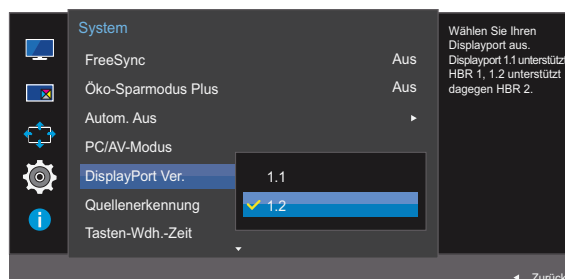 System
FreeSync Aus
Öko-Sparmodus Plus Aus
Autom. Aus
PC/AV-Modus
DisplayPort Ver.
1.1
1.2
Quellenerkennung
Tasten-Wdh.-Zeit
Wählen Sie Ihren
Displayport aus.
Displayport 1.1 unterstützt
HBR 1, 1.2 unterstützt
dagegen HBR 2.
Zurück